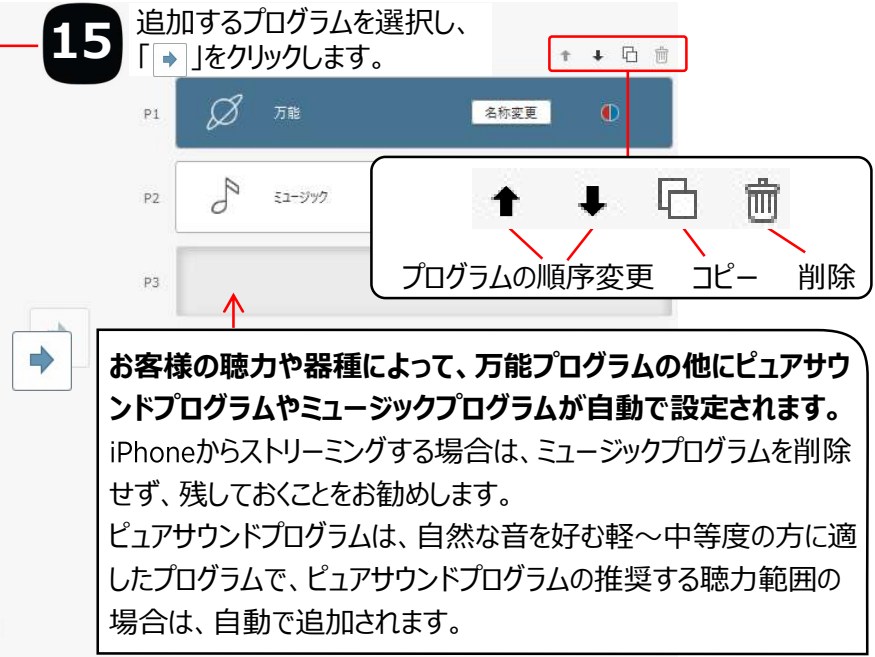 15
追加するプログラムを選択し、
「 」をクリックします。
P1
万能
名称変更
P2
ミュージック
プログラムの順序変更 コピー 削除
P3
お客様の聴力や器種によって、万能プログラムの他にピュアサウ
ンドプログラムやミュージックプログラムが自動で設定されます。
iPhoneからストリーミングする場合は、ミュージックプログラムを削除
せず、残しておくことをお勧めします。
ピュアサウンドプログラムは、自然な音を好む軽～中等度の方に適
したプログラムで、ピュアサウンドプログラムの推奨する聴力範囲の
場合は、自動で追加されます。